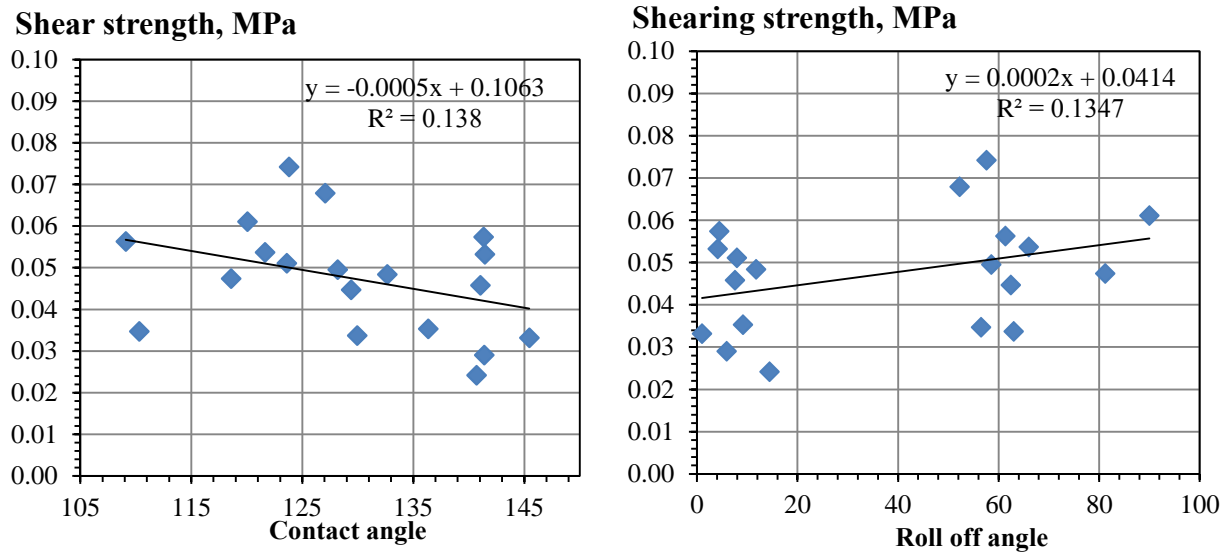 Shear strength, MPa
y = -0.0005x + 0.1063
R² = 0.138
0.10
0.09
0.08
0.07
0.06
0.05
0.04
0.03
0.02
0.01
0.00
105 115 125 135 145
Contact angle
Shearing strength, MPa
y = 0.0002x + 0.0414
R² = 0.1347
0.10
0.09
0.08
0.07
0.06
0.05
0.04
0.03
0.02
0.01
0.00
0 20 40 60 80 100
Roll off angle